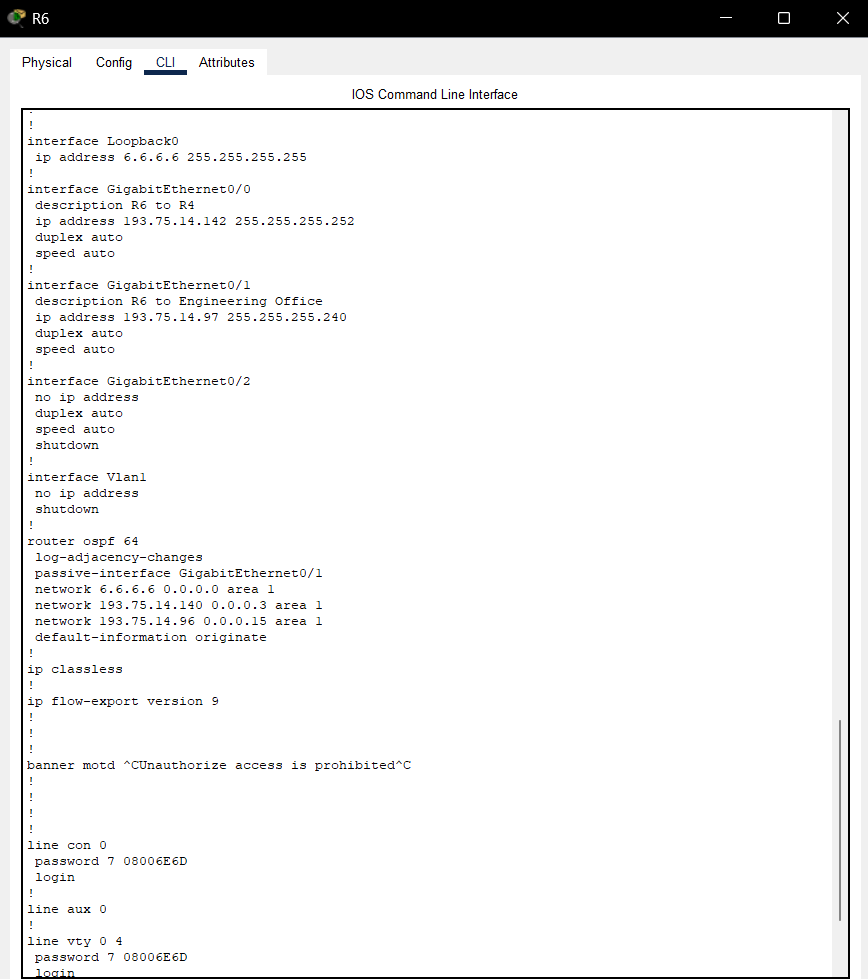 R6
Physical Config CLI Attributes
IOS Command Line Interface
!
!
interface Loopback0
 ip address 6.6.6.6 255.255.255.255
!
interface GigabitEthernet0/0
 description R6 to R4
 ip address 193.75.14.142 255.255.255.252
 duplex auto
 speed auto
!
interface GigabitEthernet0/1
 description R6 to Engineering Office
 ip address 193.75.14.97 255.255.255.240
 duplex auto
 speed auto
!
interface GigabitEthernet0/2
 no ip address
 duplex auto
 speed auto
 shutdown
!
interface Vlan1
 no ip address
 shutdown
!
router ospf 64
 log-adjacency-changes
 passive-interface GigabitEthernet0/1
 network 6.6.6.6 0.0.0.0 area 1
 network 193.75.14.140 0.0.0.3 area 1
 network 193.75.14.96 0.0.0.15 area 1
 default-information originate
!
ip classless
!
ip flow-export version 9
!
!
!
banner motd ^CUnauthorize access is prohibited^C
!
!
!
!
line con 0
 password 7 08006E6D
 login
!
line aux 0
!
line vty 0 4
 password 7 08006E6D
 login